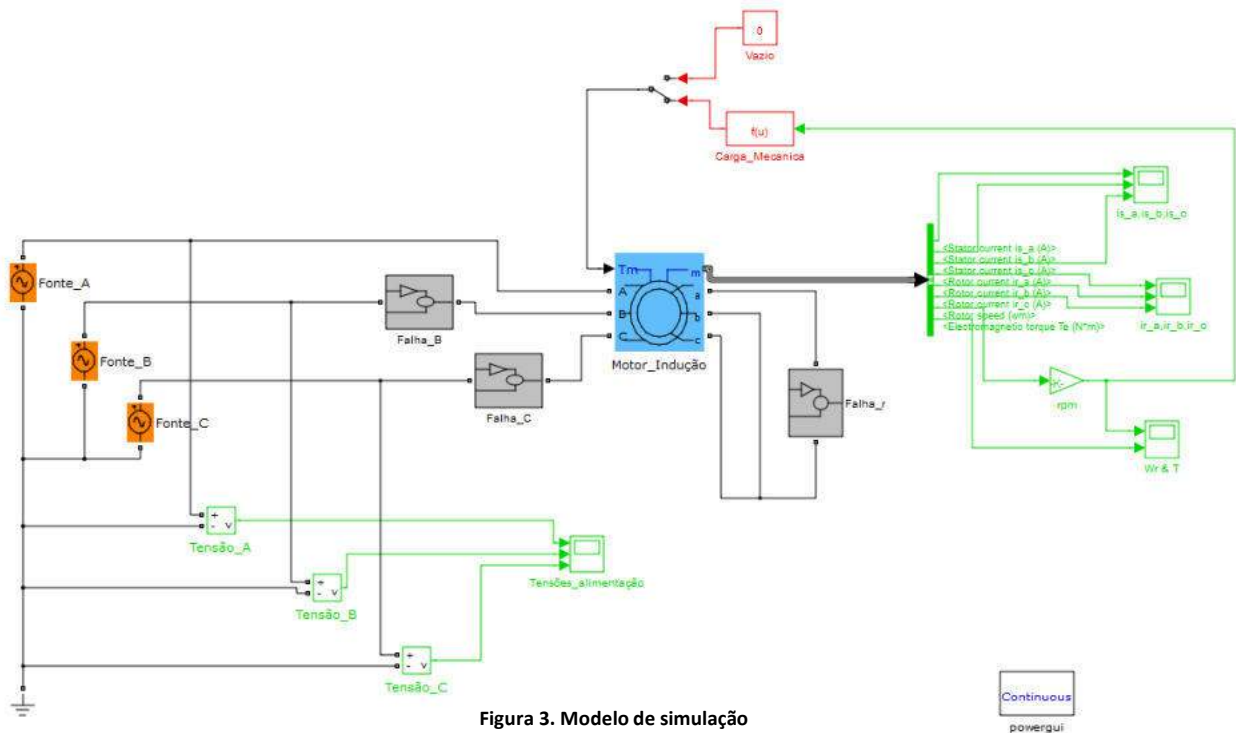 0
Vazio
f(u)
Carga_Mecanica
is_a,is_b,is_c
<Stator current is_a (A)>
<Stator current is_b (A)>
<Stator current is_c (A)>
<Rotor current ir_a (A)>
<Rotor current ir_b (A)>
<Rotor current ir_c (A)>
<Rotor speed (wm)>
<Electromagnetic torque Te (N*m)>
ir_a,ir_b,ir_c
Fonte_A
Fonte_B
Fonte_C
Falha_B
Falha_C
Tm
m
A
B
C
a
b
c
Motor_Indução
Falha_r
rpm
Wr & T
+
-
v
Tensão_A
+
-
v
Tensão_B
+
-
v
Tensão_C
Tensões_alimentação
Continuous
powergui
Figura 3. Modelo de simulação